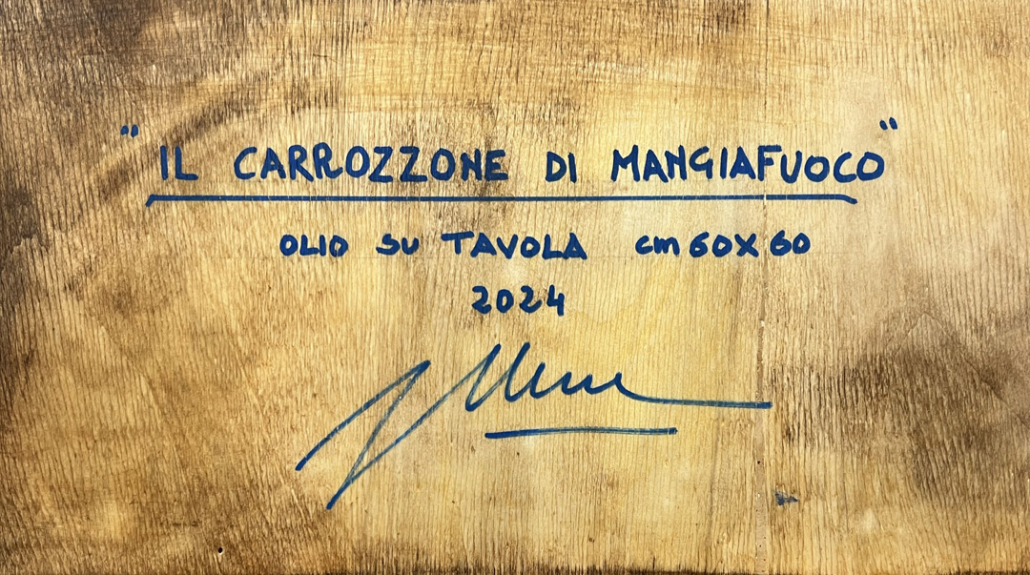 "IL CARROZZONE DI MANGIAFUOCO"
OLIO SU TAVOLA cm 60X60
2024